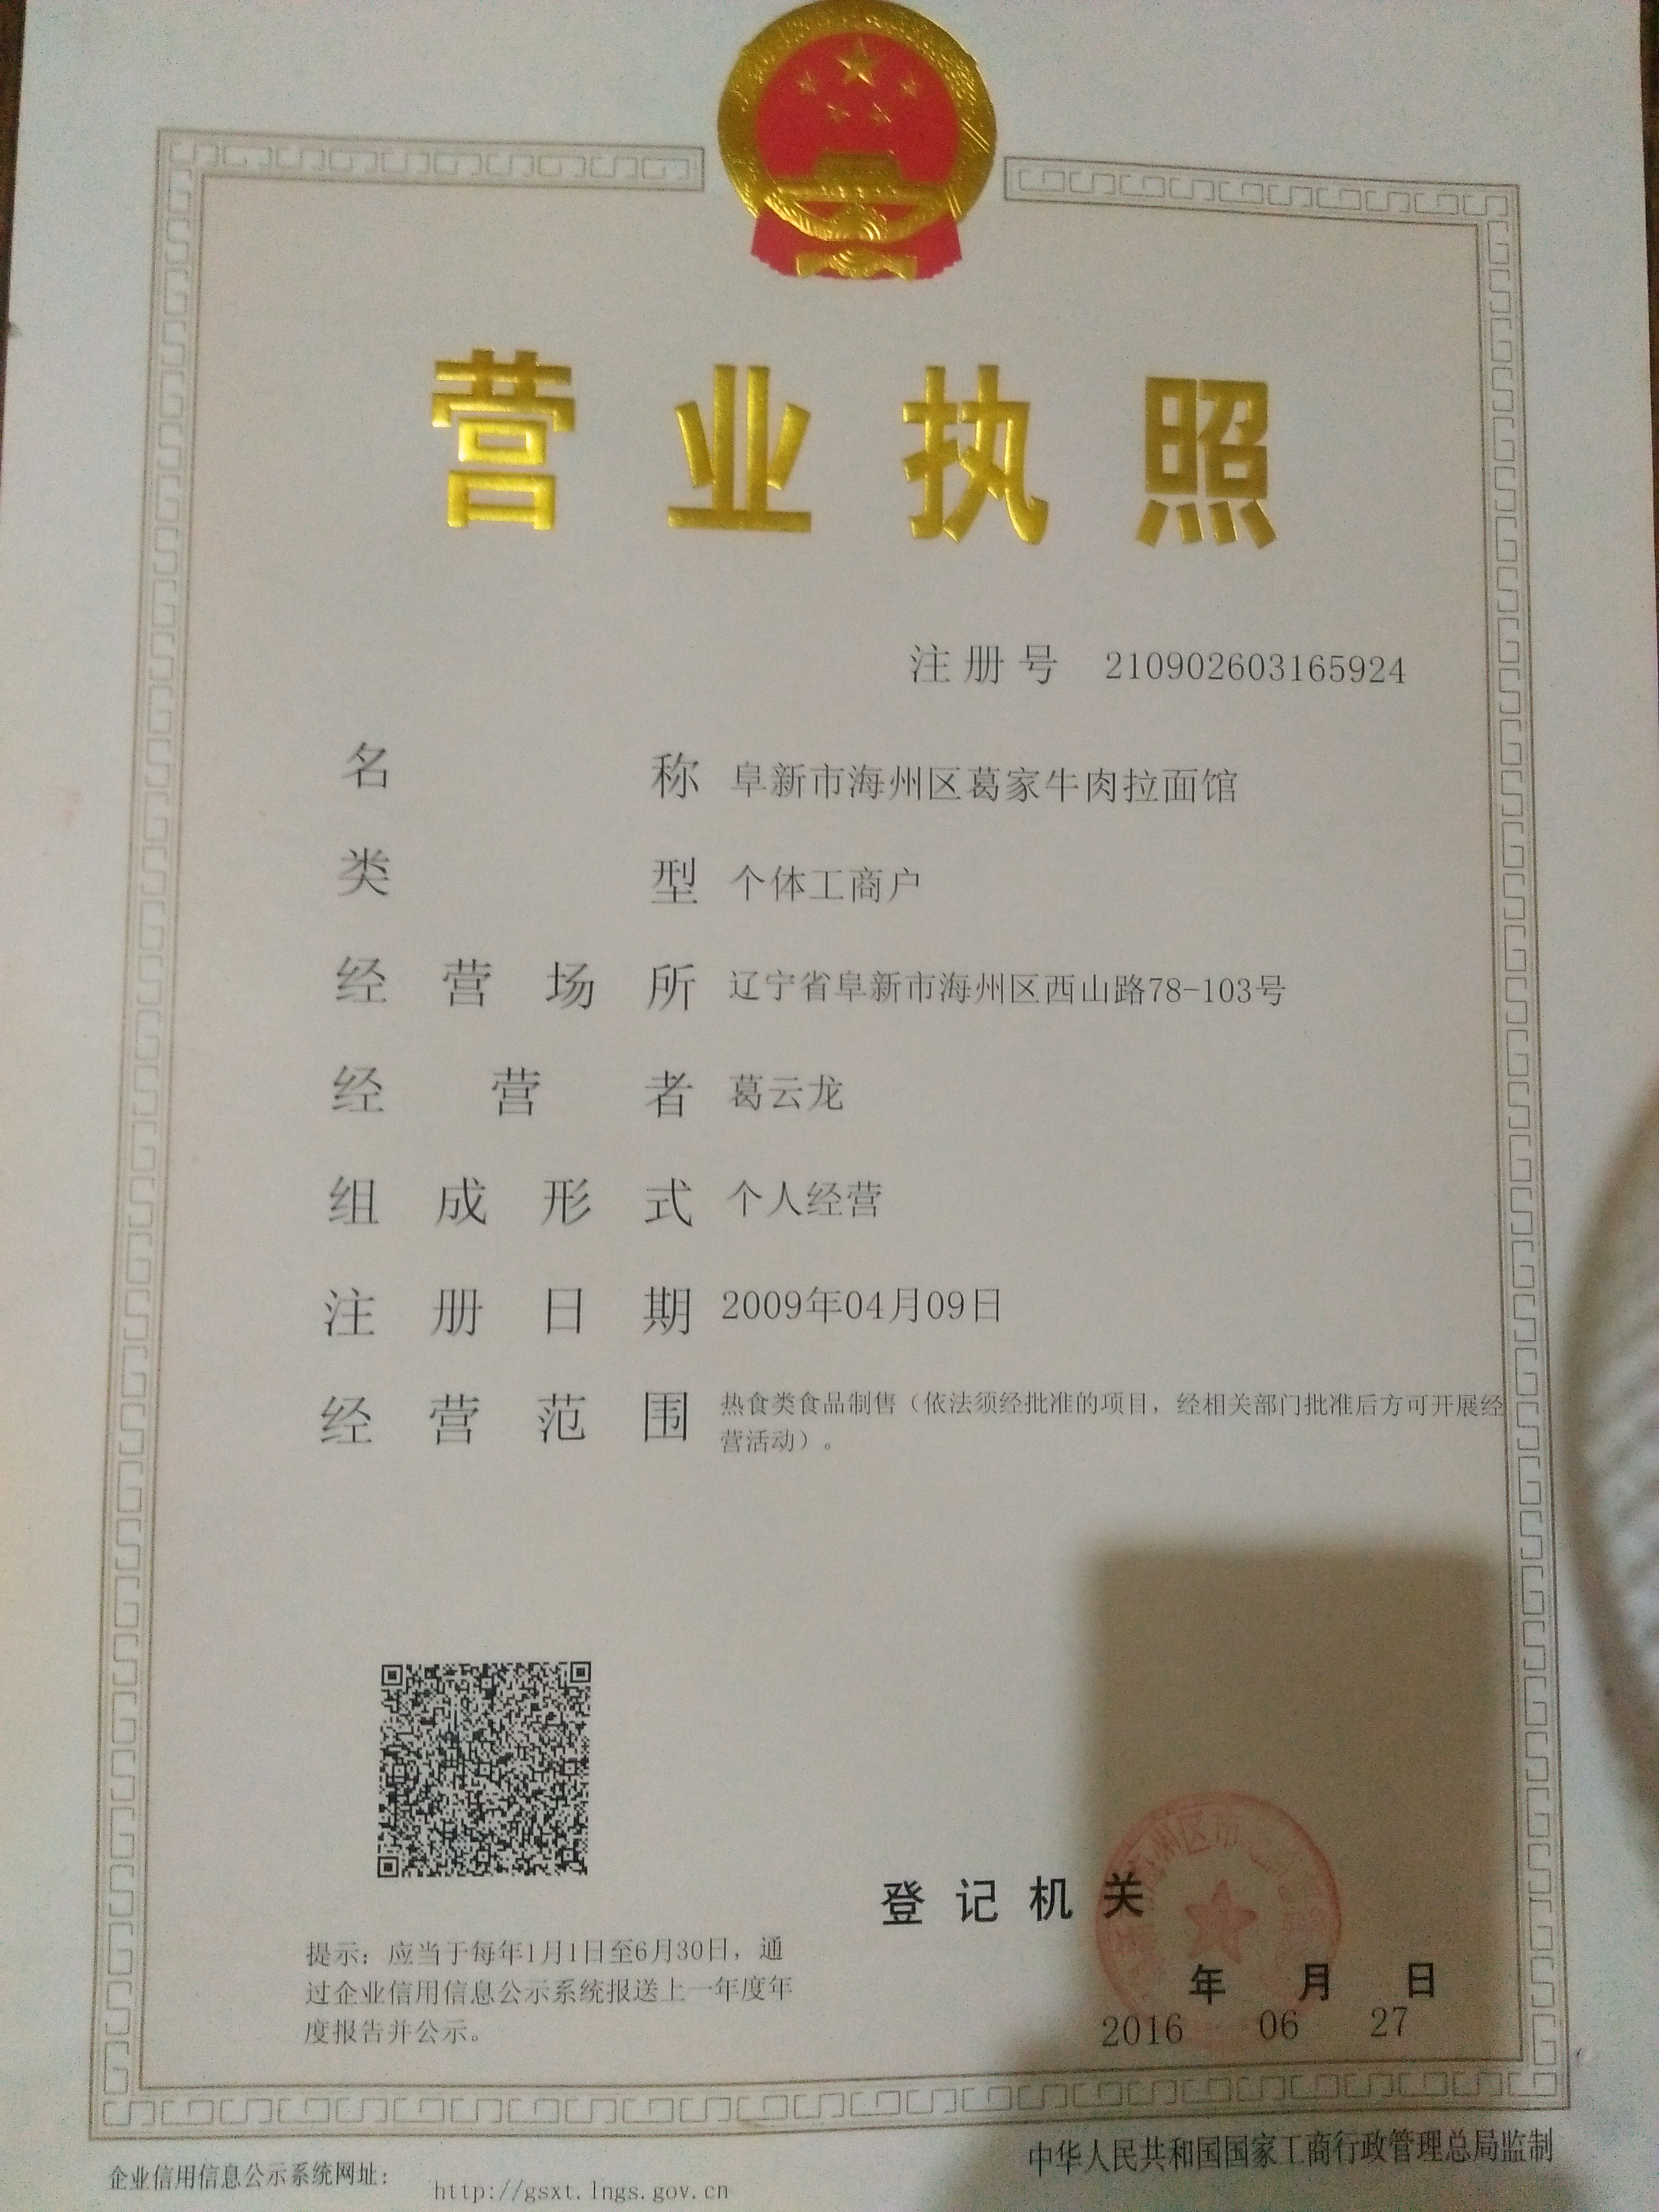 营业执照
注册号 210902603165924
名称 阜新市海州区葛家牛肉拉面馆
类型 个体工商户
经营场所 辽宁省阜新市海州区西山路78-103号
经营者 葛云龙
组成形式 个人经营
注册日期 2009年04月09日
经营范围 热食类食品制售（依法须经批准的项目，经相关部门批准后方可开展经
营活动）。
登记机关
州区市
年 月 日
2016 06 27
提示：应当于每年1月1日至6月30日，通
过企业信用信息公示系统报送上一年度年
度报告并公示。
企业信用信息公示系统网址： http://gsxt.lngs.gov.cn
中华人民共和国国家工商行政管理总局监制